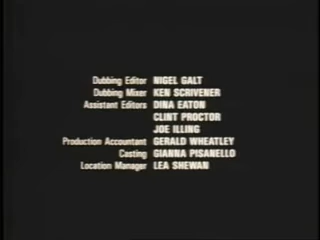 Dubbing Editor NIGEL GALT
Dubbing Mixer KEN SCRIVENER
Assistant Editors DINA EATON
CLINT PROCTOR
JOE ILLING
Production Accountant GERALD WHEATLEY
Casting GIANNA PISANELLO
Location Manager LEA SHEWAN